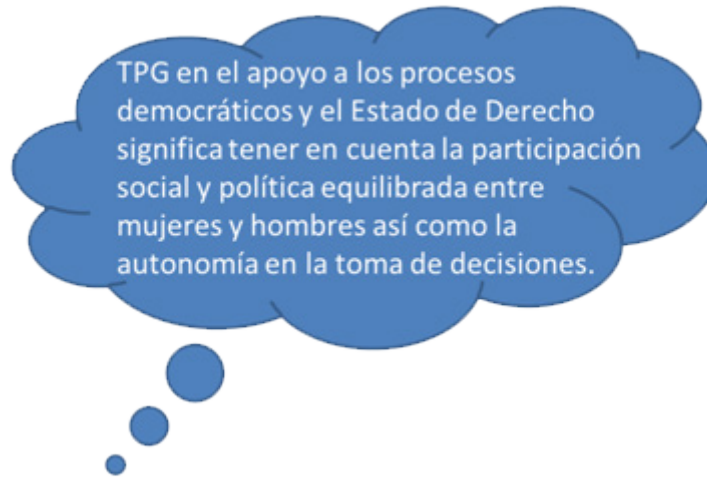 TPG en el apoyo a los procesos
democráticos y el Estado de Derecho
significa tener en cuenta la participación
social y política equilibrada entre
mujeres y hombres así como la
autonomía en la toma de decisiones.